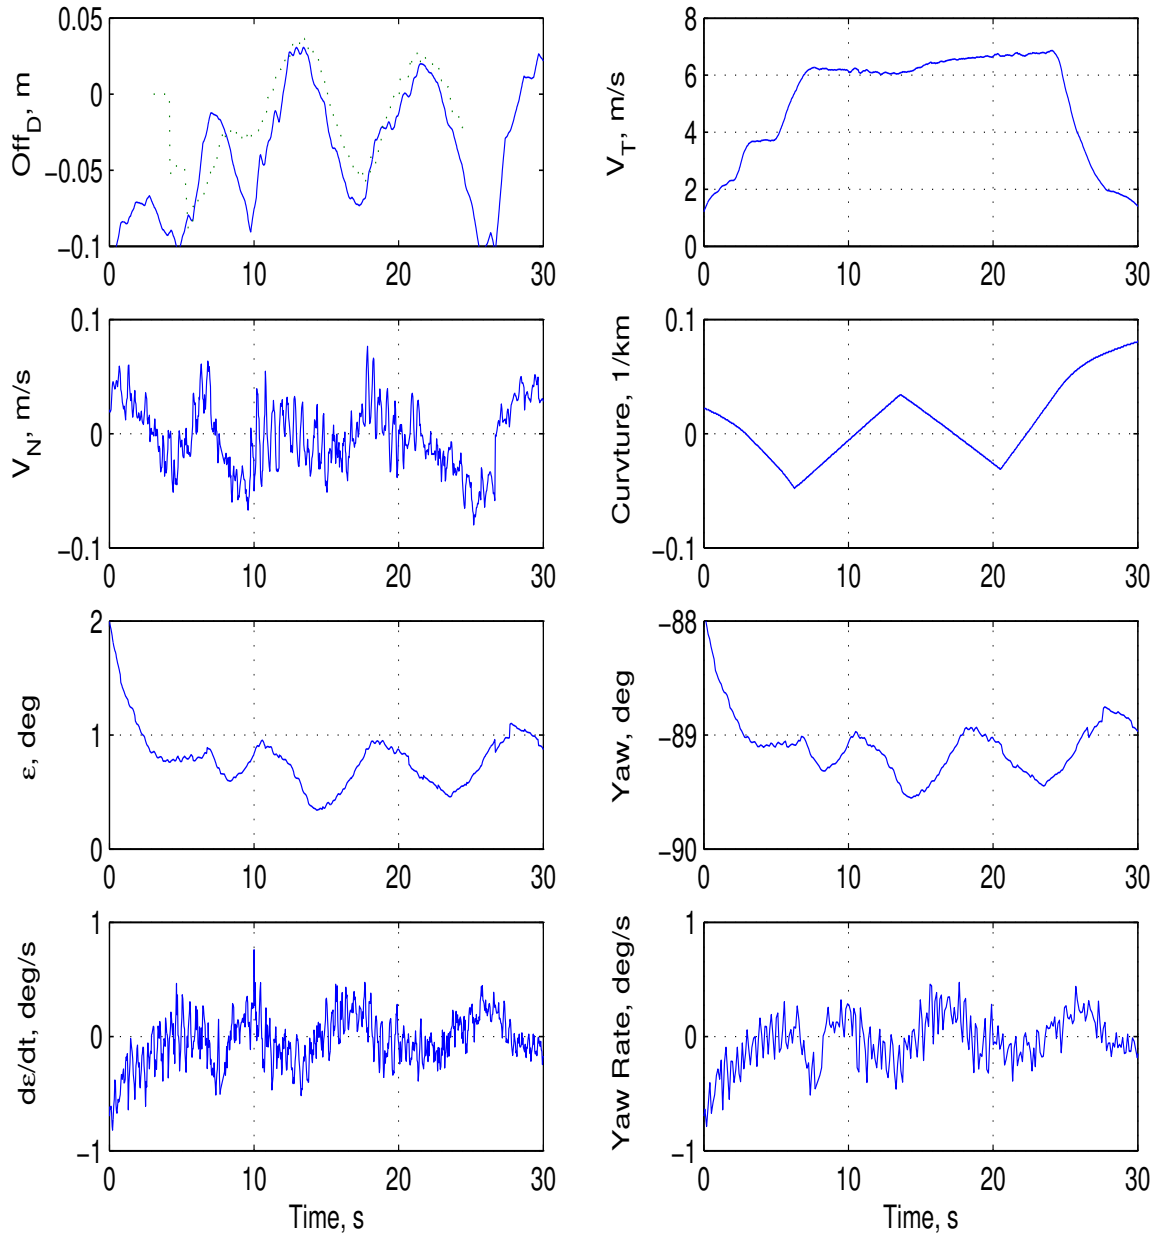 0.05
0
−0.05
−0.1
Off_D, m
0 10 20 30
8
6
4
2
0
V_T, m/s
0 10 20 30
0.1
0
−0.1
V_N, m/s
0 10 20 30
0.1
0
−0.1
Curvture, 1/km
0 10 20 30
2
1
0
ε, deg
0 10 20 30
−88
−89
−90
Yaw, deg
0 10 20 30
1
0
−1
dε/dt, deg/s
0 10 20 30
Time, s
1
0
−1
Yaw Rate, deg/s
0 10 20 30
Time, s